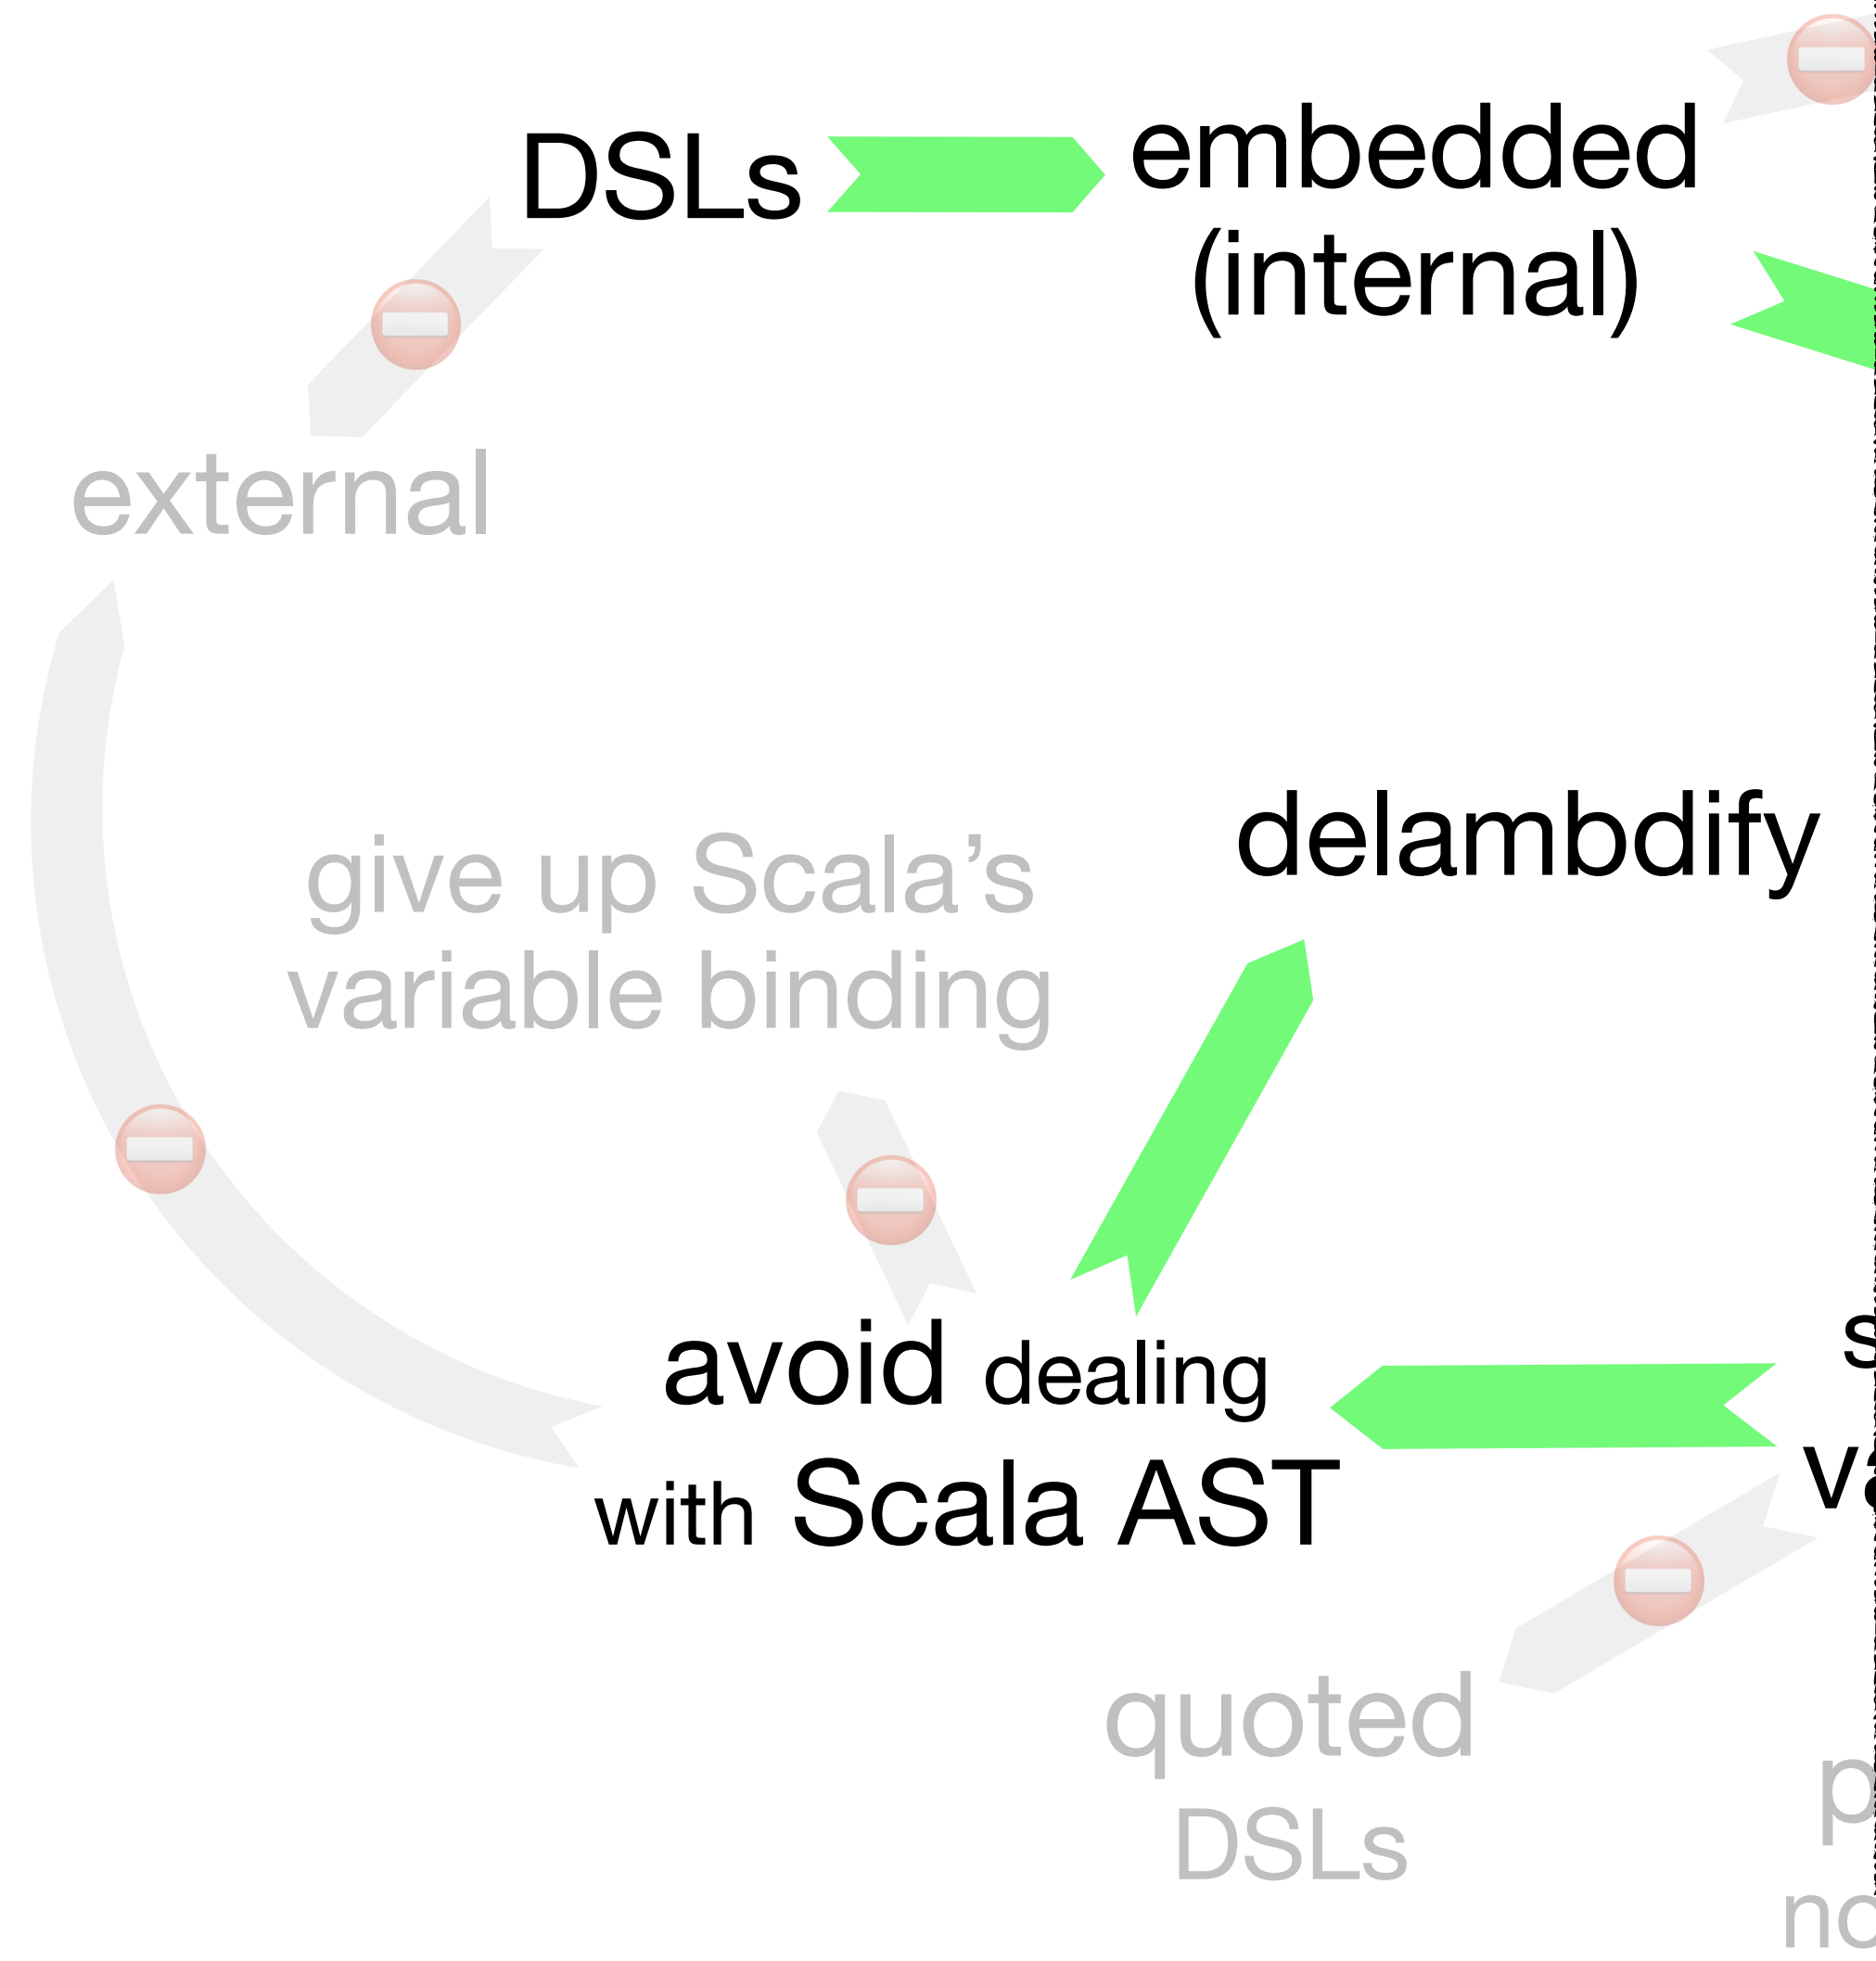 DSLs
embedded
(internal)
external
delambdify
give up Scala’s
variable binding
avoid dealing
with Scala AST
quoted
DSLs